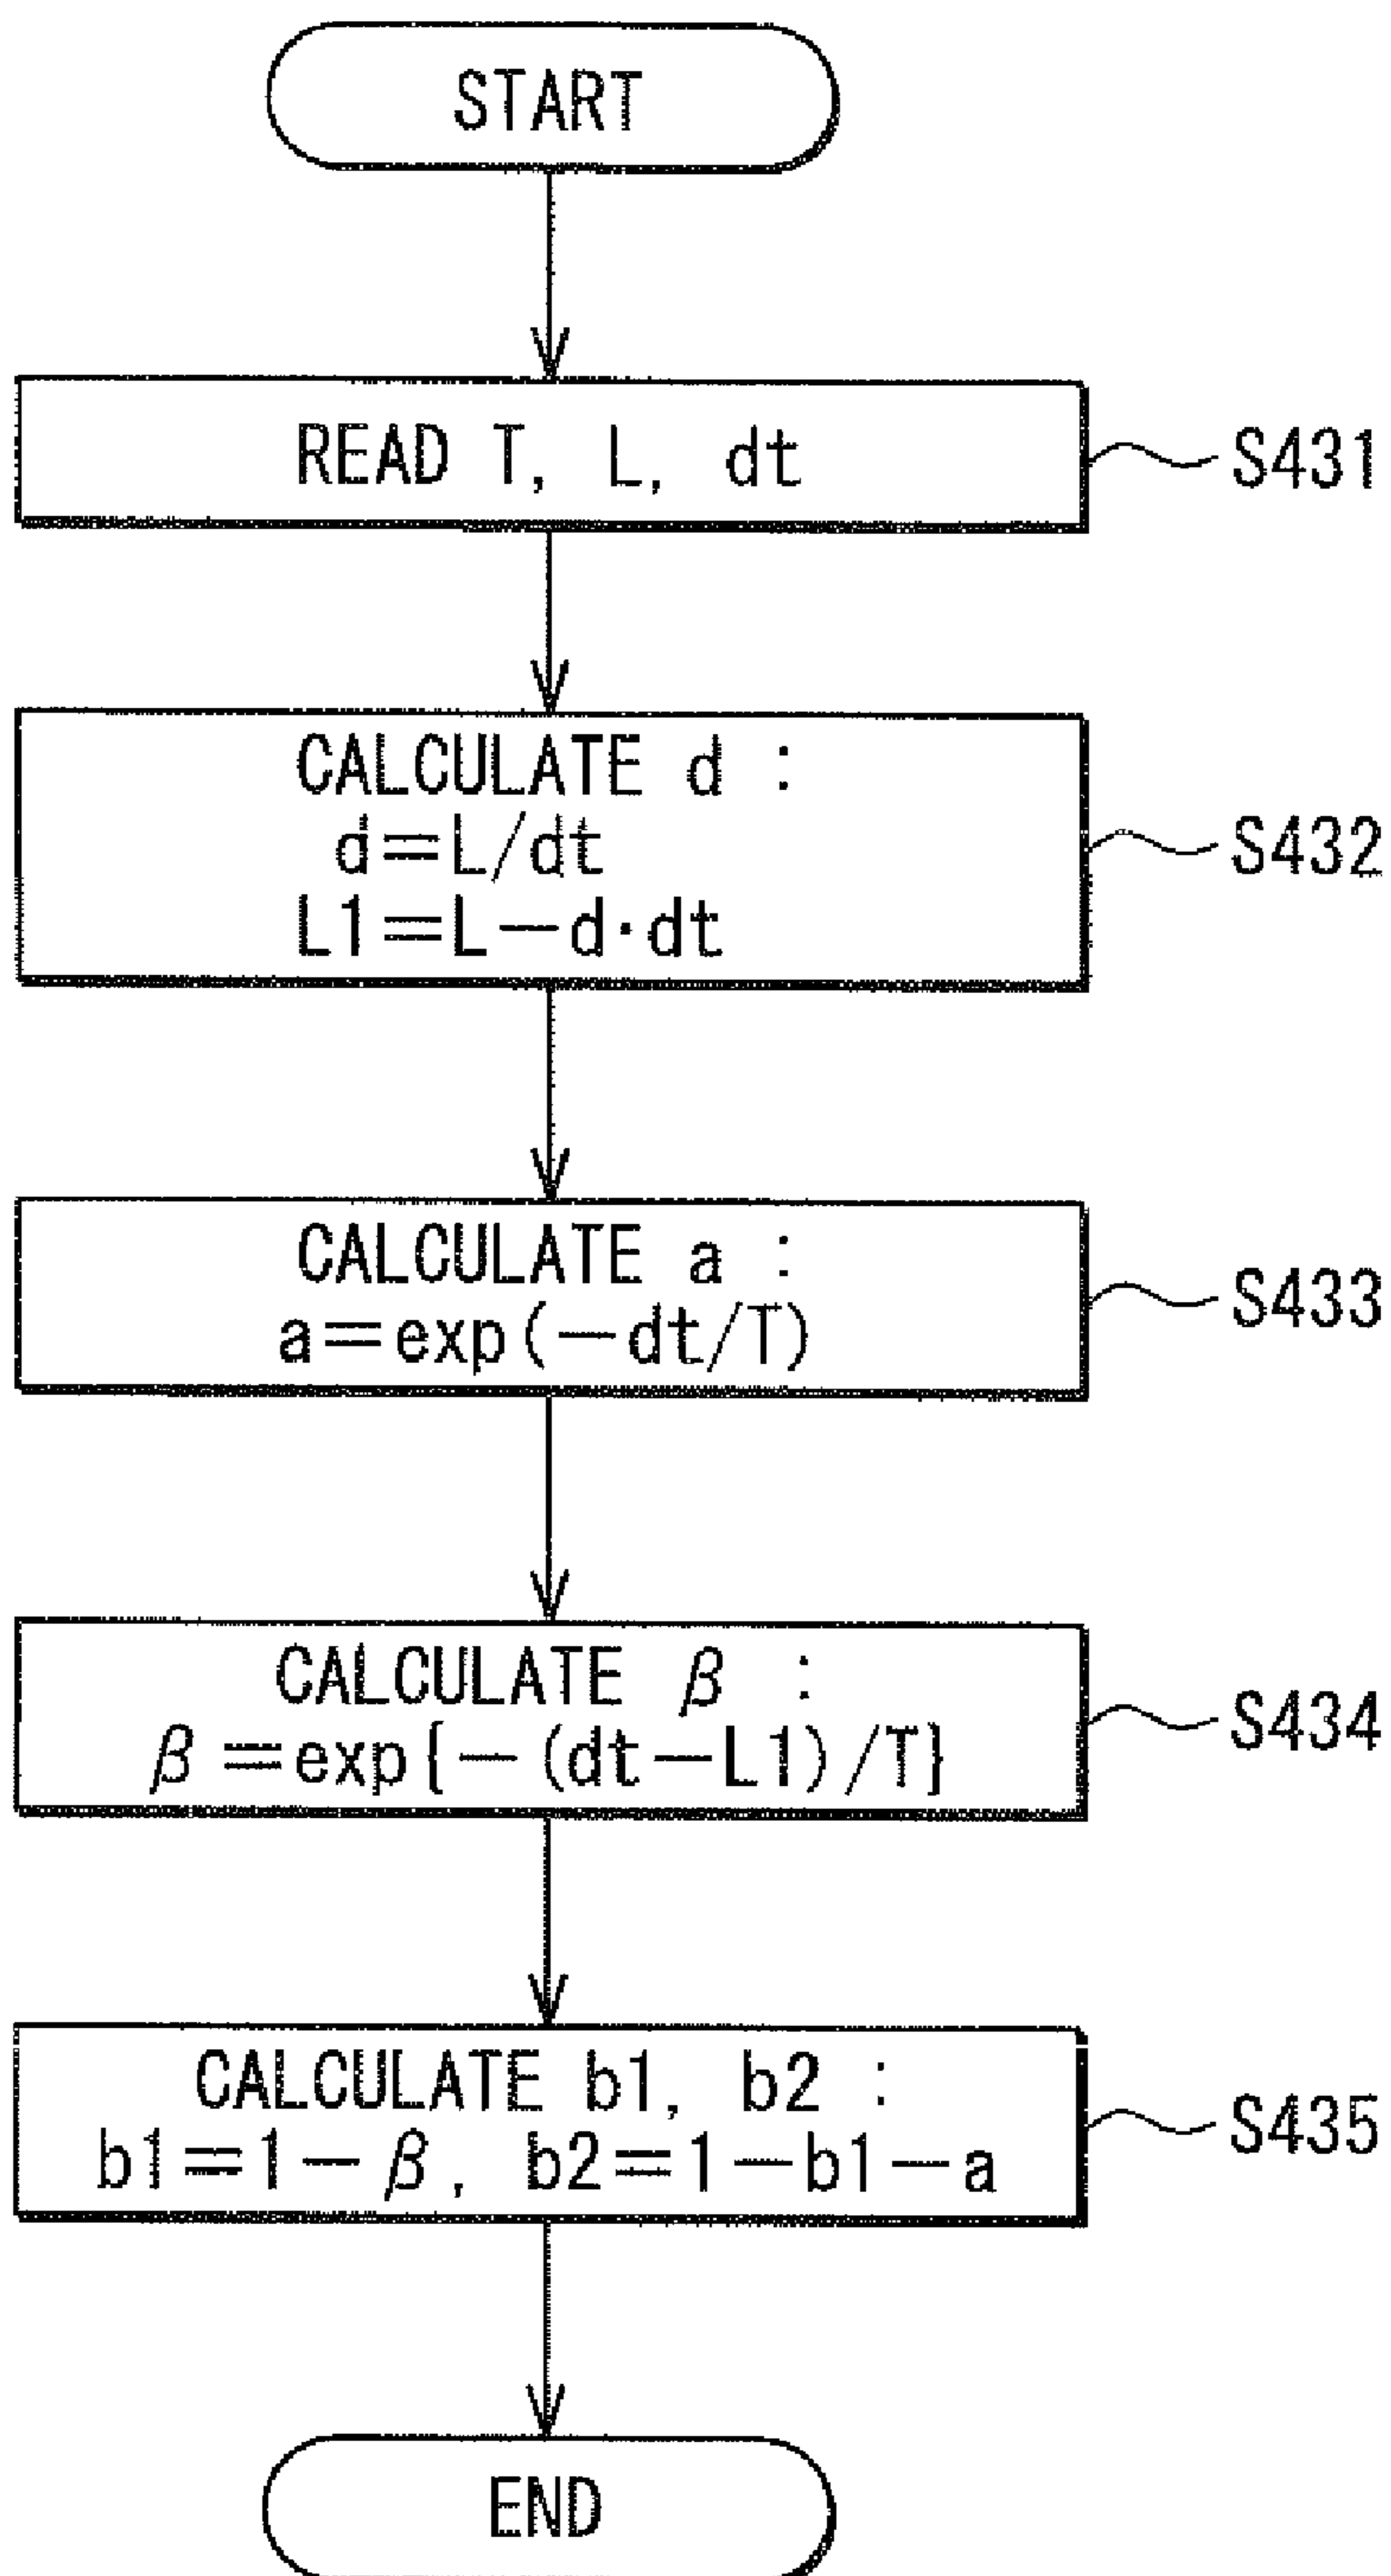 START
READ T, L, dt
S431
CALCULATE d :
d=L/dt
L1=L-d·dt
S432
CALCULATE a :
a=exp(-dt/T)
S433
CALCULATE β :
β=exp{-(dt-L1)/T}
S434
CALCULATE b1, b2 :
b1=1-β, b2=1-b1-a
S435
END